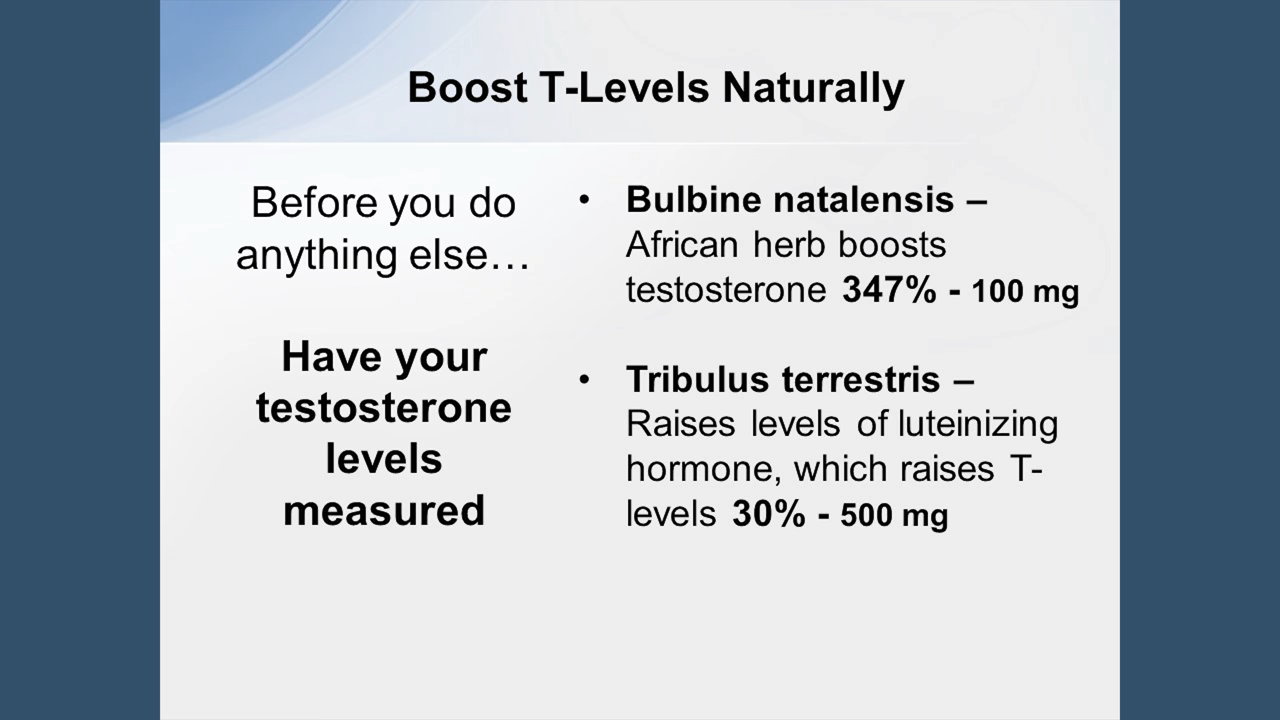 Boost T-Levels Naturally
Before you do
anything else…
Have your
testosterone
levels
measured
• Bulbine natalensis –
African herb boosts
testosterone 347% - 100 mg
• Tribulus terrestris –
Raises levels of luteinizing
hormone, which raises T-
levels 30% - 500 mg